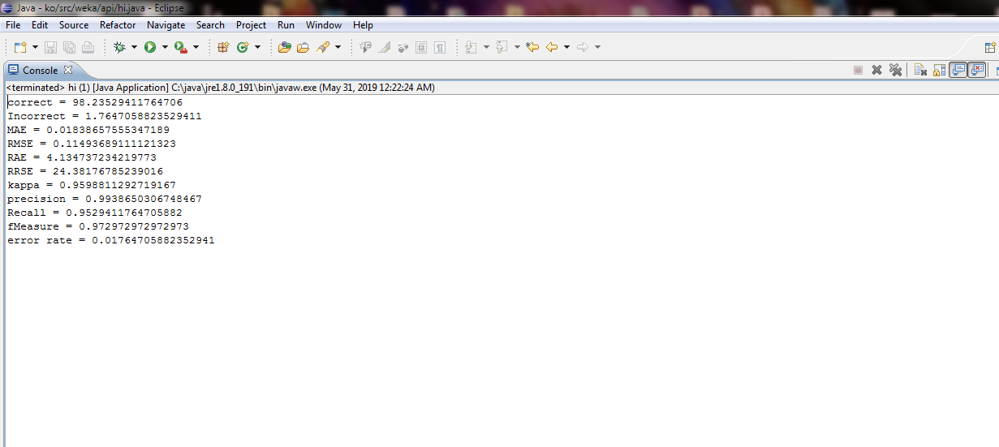 Java - ko/src/weka/api/hi.java - Eclipse
File Edit Source Refactor Navigate Search Project Run Window Help
Console
<terminated> hi (1) [Java Application] C:\java\jre1.8.0_191\bin\javaw.exe (May 31, 2019 12:22:24 AM)
correct = 98.23529411764706
Incorrect = 1.7647058823529411
MAE = 0.01838657555347189
RMSE = 0.11493689111121323
RAE = 4.134737234219773
RRSE = 24.38176785239016
kappa = 0.9598811292719167
precision = 0.9938650306748467
Recall = 0.9529411764705882
fMeasure = 0.972972972972973
error rate = 0.01764705882352941